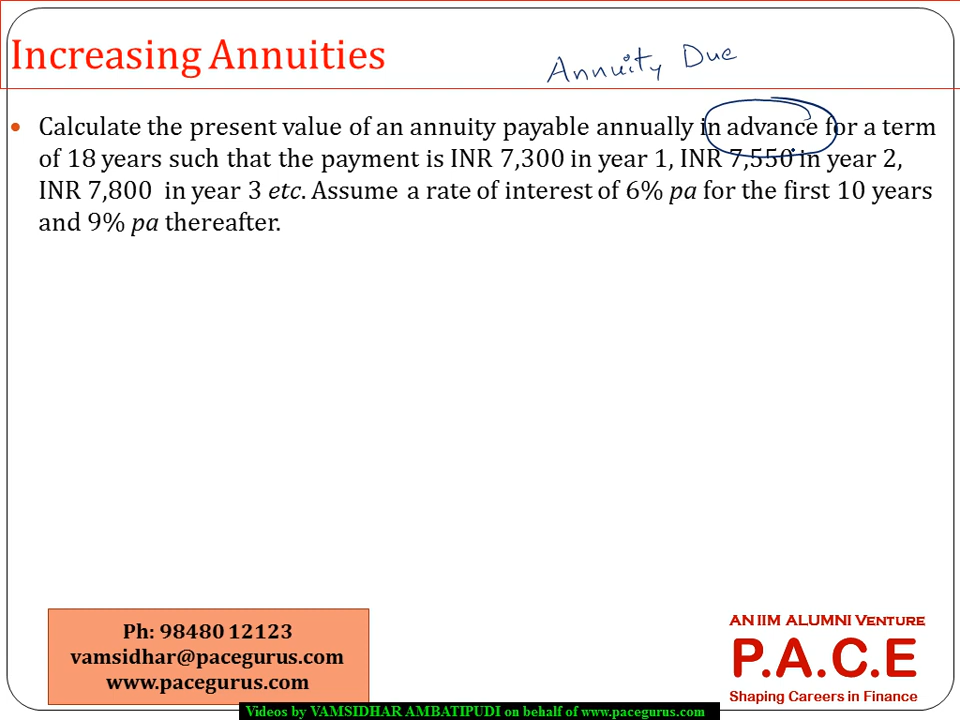 Increasing Annuities
Annuity Due
• Calculate the present value of an annuity payable annually in advance for a term
of 18 years such that the payment is INR 7,300 in year 1, INR 7,550 in year 2,
INR 7,800 in year 3 etc. Assume a rate of interest of 6% pa for the first 10 years
and 9% pa thereafter.
Ph: 98480 12123
vamsidhar@pacegurus.com
www.pacegurus.com
AN IIM ALUMNI VENTURE
P.A.C.E
Shaping Careers in Finance
Videos by VAMSIDHAR AMBATIPUDI on behalf of www.pacegurus.com